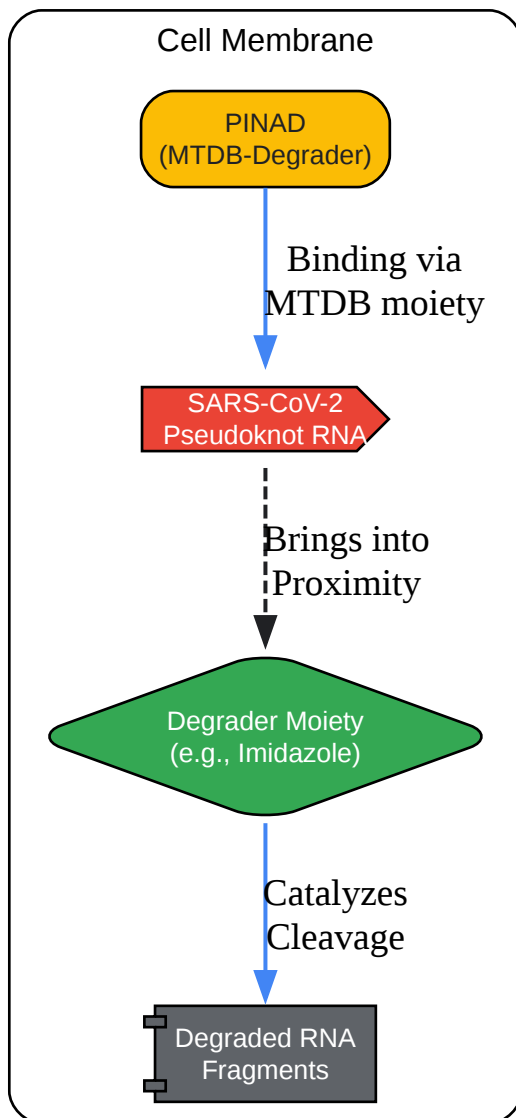 Cell Membrane
PINAD
(MTDB-Degrader)
Binding via
MTDB moiety
SARS-CoV-2
Pseudoknot RNA
Brings into
Proximity
Degrader Moiety
(e.g., Imidazole)
Catalyzes
Cleavage
Degraded RNA
Fragments